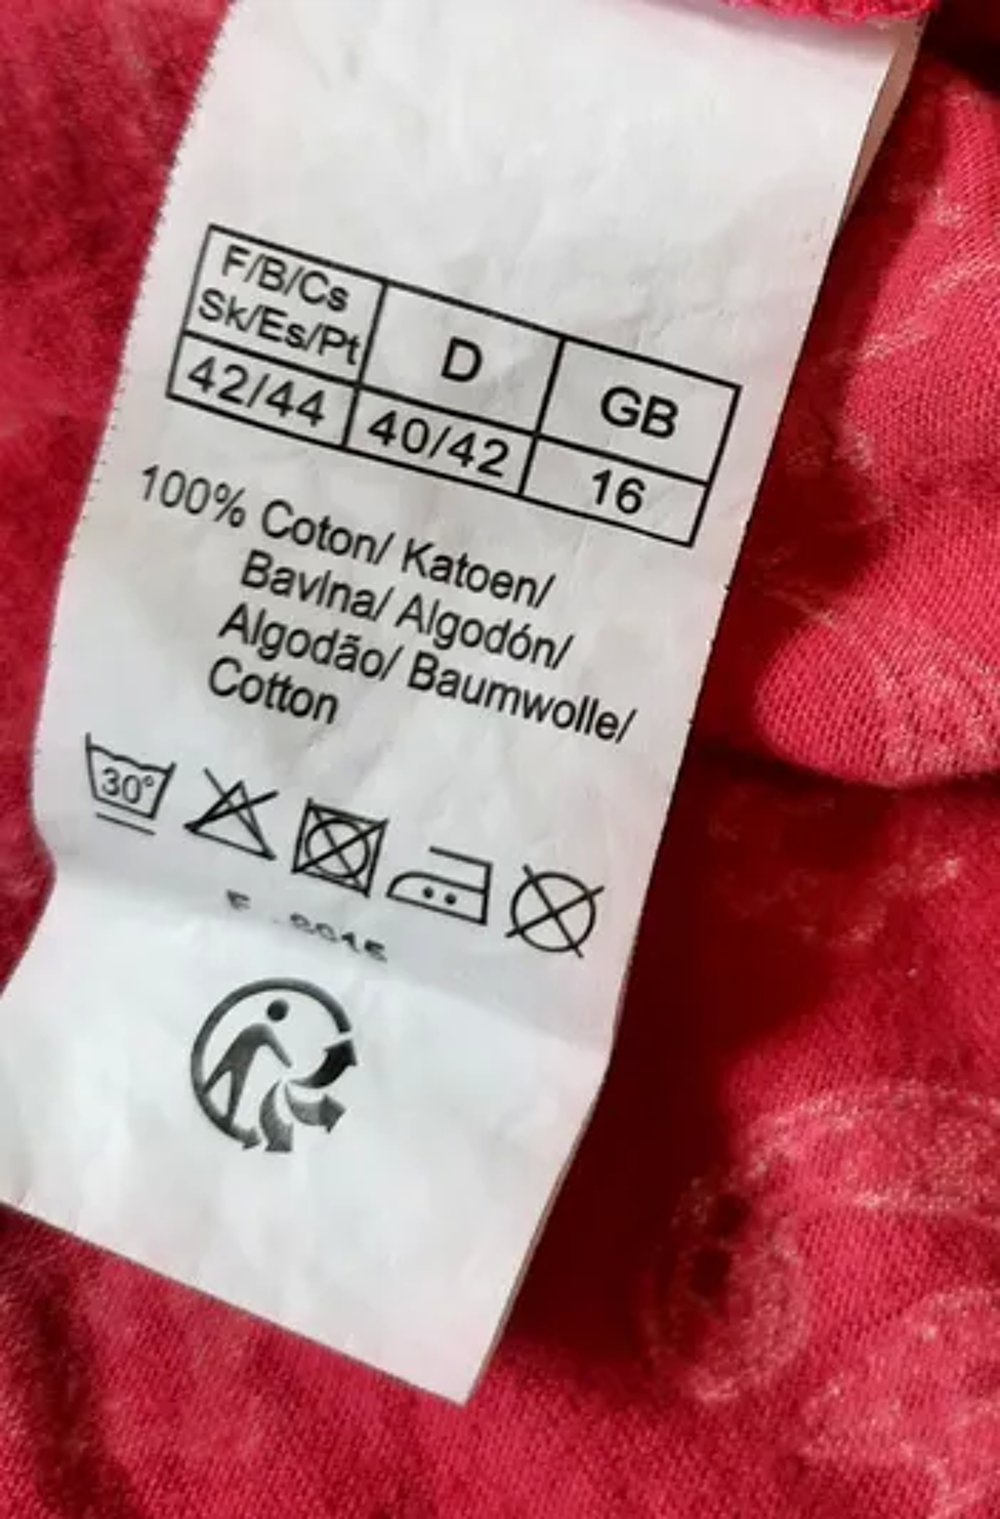 F/B/Cs
Sk/Es/Pt
D
GB
42/44
40/42
16
100% Coton/ Katoen/
Bavlna/ Algodón/
Algodão/ Baumwolle/
Cotton
30°